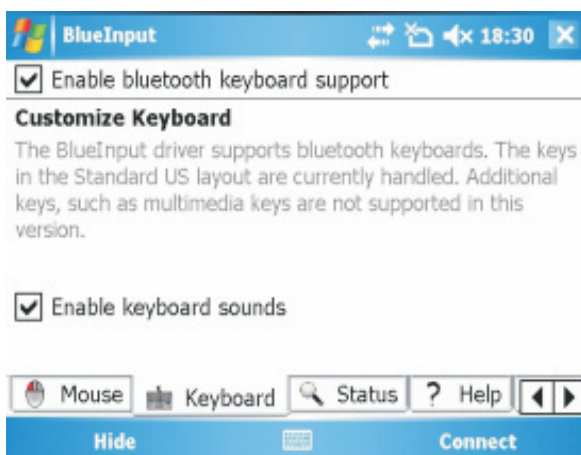 BlueInput 18:30
Enable bluetooth keyboard support
Customize Keyboard
The BlueInput driver supports bluetooth keyboards. The keys
in the Standard US layout are currently handled. Additional
keys, such as multimedia keys are not supported in this
version.
Enable keyboard sounds
Mouse Keyboard Status ? Help
Hide Connect